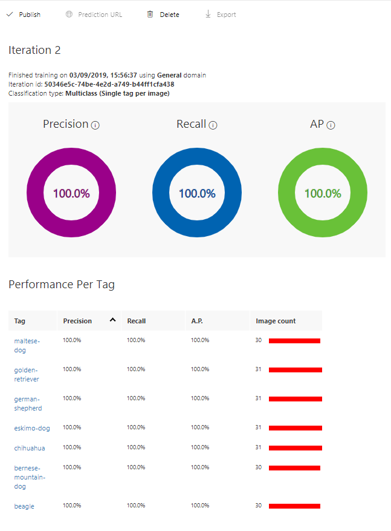 Publish Prediction URL Delete Export
Iteration 2
Finished training on 03/09/2019, 15:56:37 using General domain
Iteration id: 50346e5c-74be-4e2d-a749-b44ff1cfa438
Classification type: Multiclass (Single tag per image)
Precision Recall AP
100.0% 100.0% 100.0%
Performance Per Tag
Tag Precision Recall A.P. Image count
maltese- 100.0% 100.0% 100.0% 30
dog
golden- 100.0% 100.0% 100.0% 31
retriever
german- 100.0% 100.0% 100.0% 31
shepherd
eskimo-dog 100.0% 100.0% 100.0% 31
chihuahua 100.0% 100.0% 100.0% 31
bernese- 100.0% 100.0% 100.0% 30
mountain-
dog
beagle 100.0% 100.0% 100.0% 30